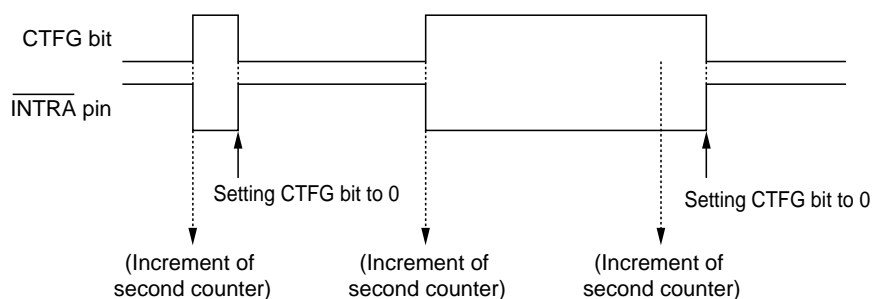 CTFG bit
INTRA pin
Setting CTFG bit to 0
Setting CTFG bit to 0
(Increment of
second counter)
(Increment of
second counter)
(Increment of
second counter)